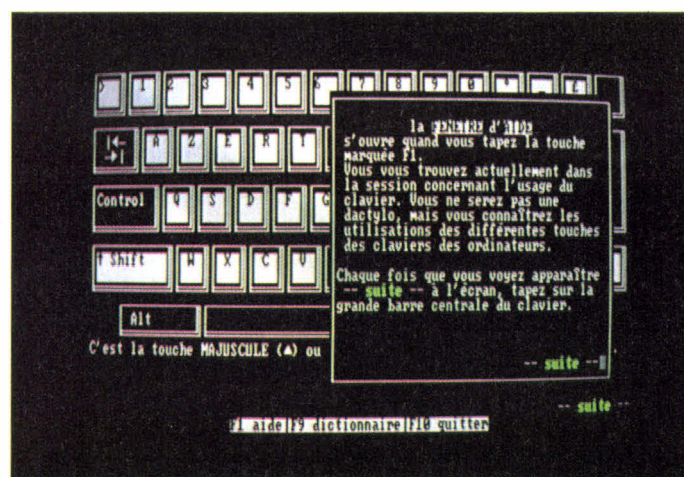 > 1 2 3 4 5 6 7 8 9 0 ° _ £
A Z E R T
Control Q S D F G
↑ Shift W X C V
Alt
C'est la touche MAJUSCULE (▲) ou
la FENETRE d'AIDE
s'ouvre quand vous tapez la touche
marquée F1.
Vous vous trouvez actuellement dans
la session concernant l'usage du
clavier. Vous ne serez pas une
dactylo, mais vous connaîtrez les
utilisations des différentes touches
des claviers des ordinateurs.
Chaque fois que vous voyez apparaître
-- suite -- à l'écran, tapez sur la
grande barre centrale du clavier.
-- suite --
-- suite --
F1 aide|F9 dictionnaire|F10 quitter